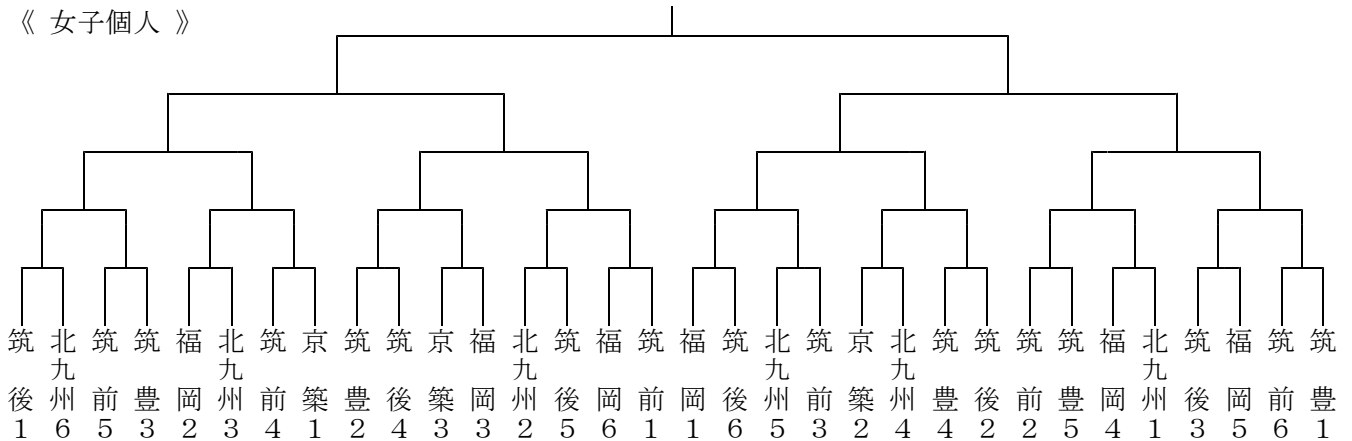 《 女子個人 》
筑後1
北九州6
筑前5
筑豊3
福岡2
北九州3
筑前4
京築1
筑豊2
筑後4
京築3
福岡3
北九州2
筑後5
福岡6
筑前1
福岡1
筑後6
北九州5
筑前3
京築2
北九州4
筑豊4
筑後2
筑前2
筑豊5
福岡4
北九州1
筑後3
福岡5
筑前6
筑豊1